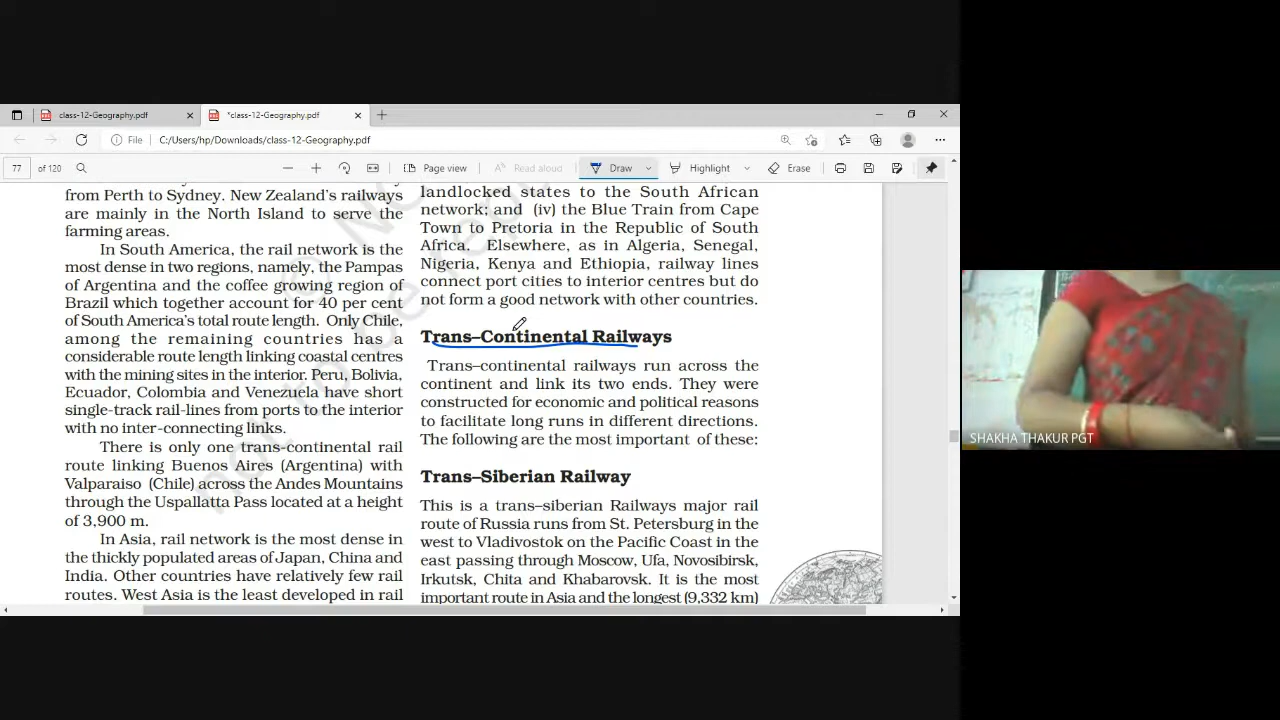 class-12-Geography.pdf
*class-12-Geography.pdf
File
C:/Users/hp/Downloads/class-12-Geography.pdf
77 of 120
Page view
Read aloud
Draw
Highlight
Erase
from Perth to Sydney. New Zealand's railways
are mainly in the North Island to serve the
farming areas.
In South America, the rail network is the
most dense in two regions, namely, the Pampas
of Argentina and the coffee growing region of
Brazil which together account for 40 per cent
of South America's total route length. Only Chile,
among the remaining countries has a
considerable route length linking coastal centres
with the mining sites in the interior. Peru, Bolivia,
Ecuador, Colombia and Venezuela have short
single-track rail-lines from ports to the interior
with no inter-connecting links.
There is only one trans-continental rail
route linking Buenos Aires (Argentina) with
Valparaiso (Chile) across the Andes Mountains
through the Uspallatta Pass located at a height
of 3,900 m.
In Asia, rail network is the most dense in
the thickly populated areas of Japan, China and
India. Other countries have relatively few rail
routes. West Asia is the least developed in rail
landlocked states to the South African
network; and (iv) the Blue Train from Cape
Town to Pretoria in the Republic of South
Africa. Elsewhere, as in Algeria, Senegal,
Nigeria, Kenya and Ethiopia, railway lines
connect port cities to interior centres but do
not form a good network with other countries.
Trans–Continental Railways
Trans–continental railways run across the
continent and link its two ends. They were
constructed for economic and political reasons
to facilitate long runs in different directions.
The following are the most important of these:
Trans–Siberian Railway
This is a trans–siberian Railways major rail
route of Russia runs from St. Petersburg in the
west to Vladivostok on the Pacific Coast in the
east passing through Moscow, Ufa, Novosibirsk,
Irkutsk, Chita and Khabarovsk. It is the most
important route in Asia and the longest (9,332 km)
SHAKHA THAKUR PGT